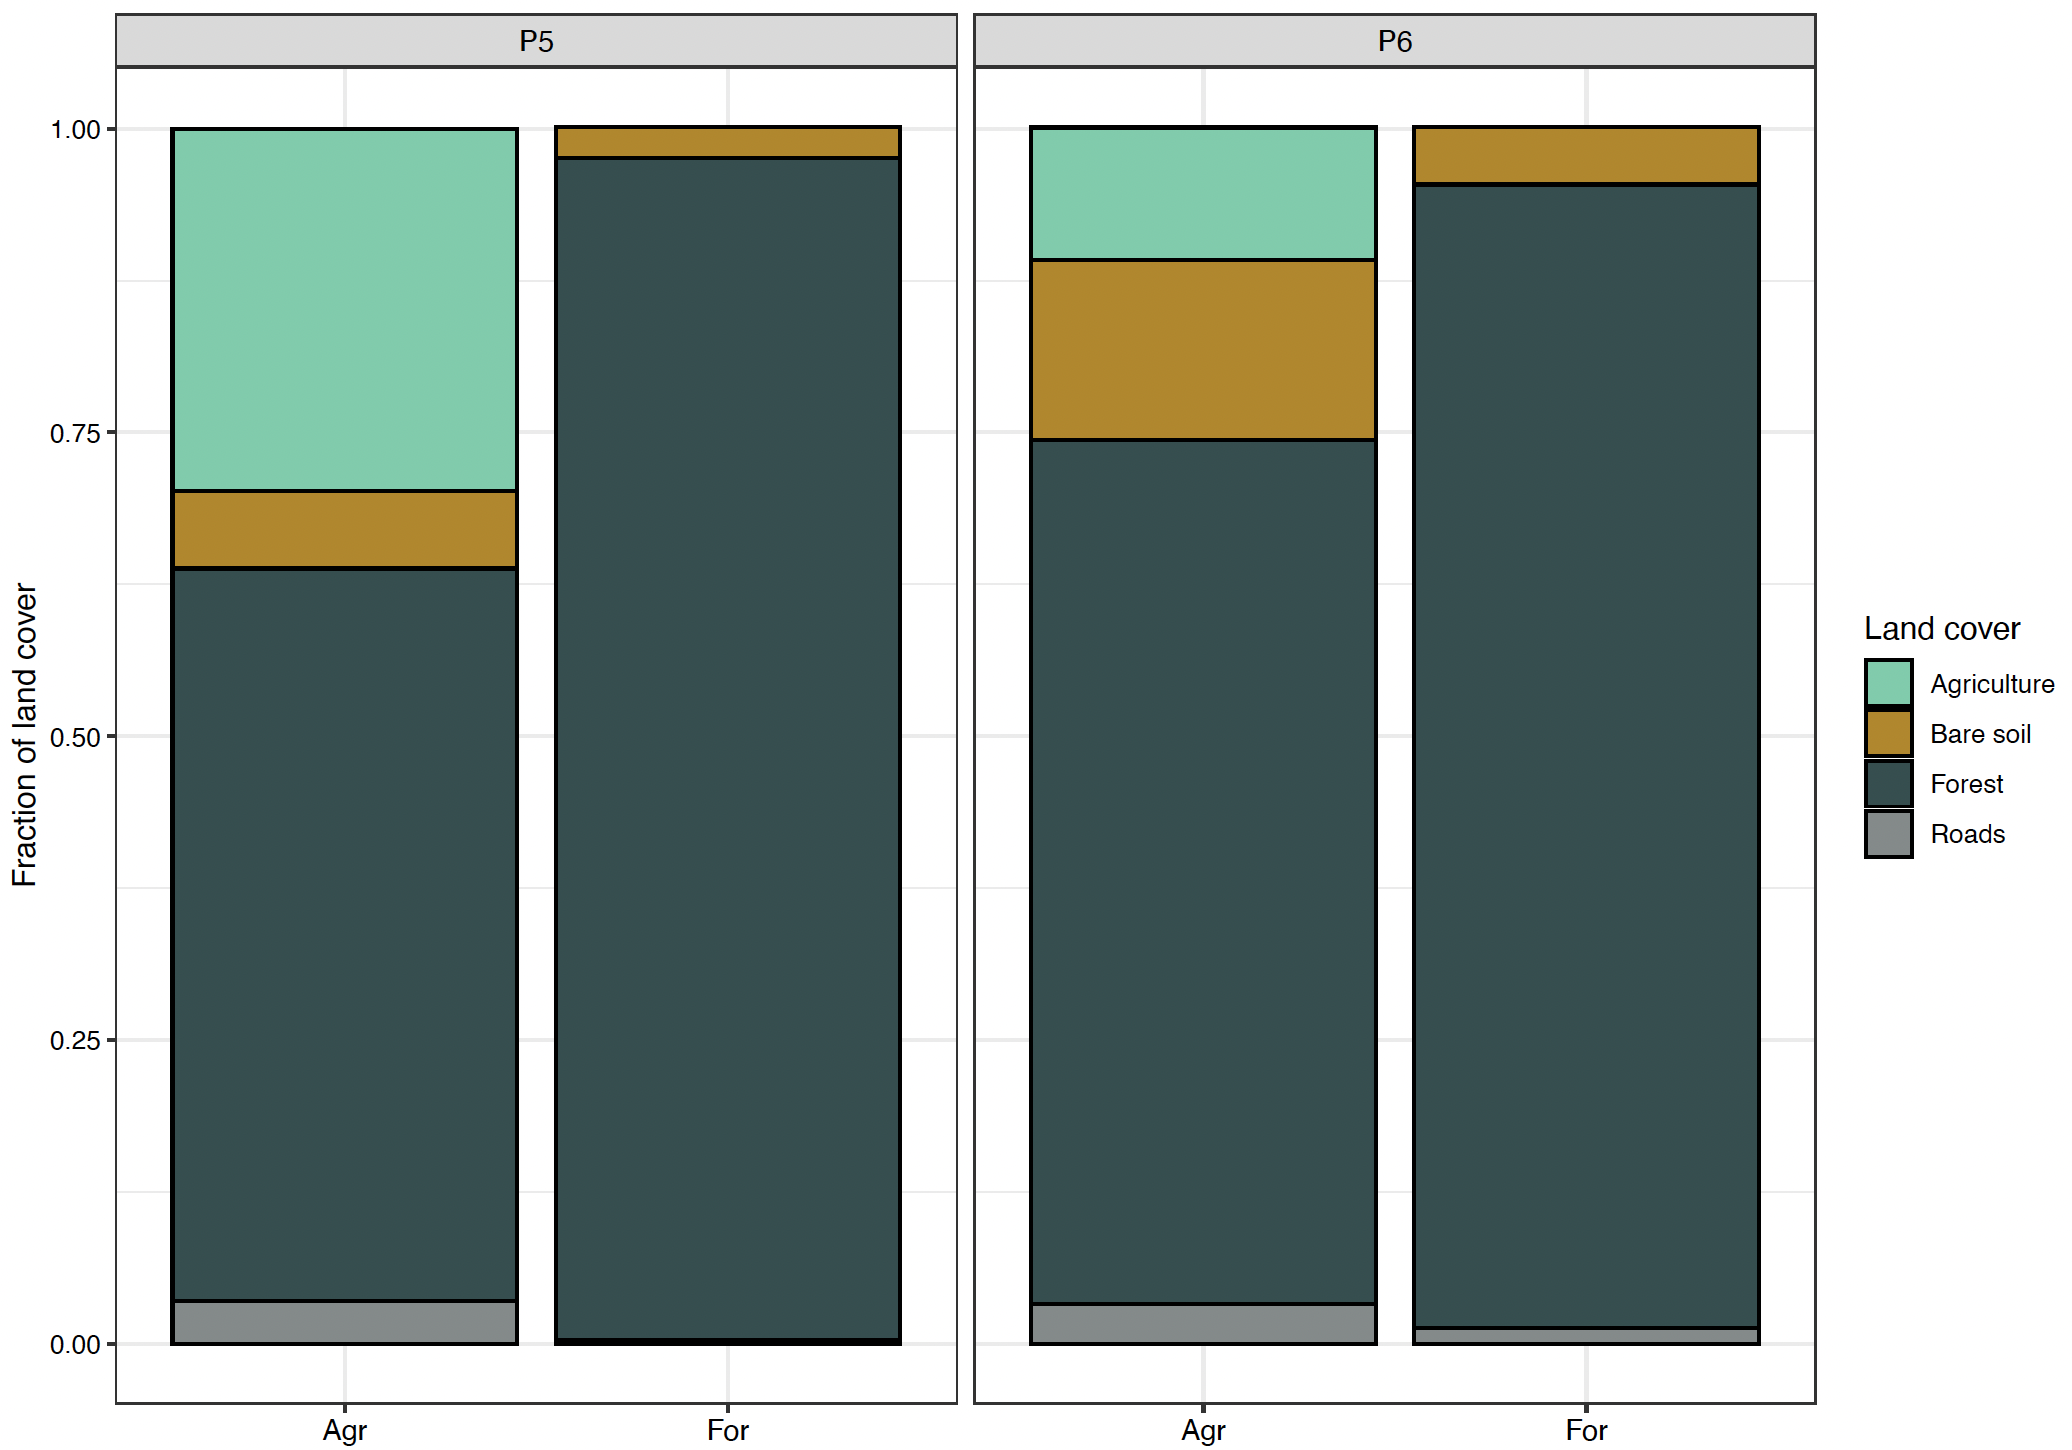 P5
P6
Fraction of land cover
1.00
0.75
0.50
0.25
0.00
Agr
For
Agr
For
Land cover
Agriculture
Bare soil
Forest
Roads